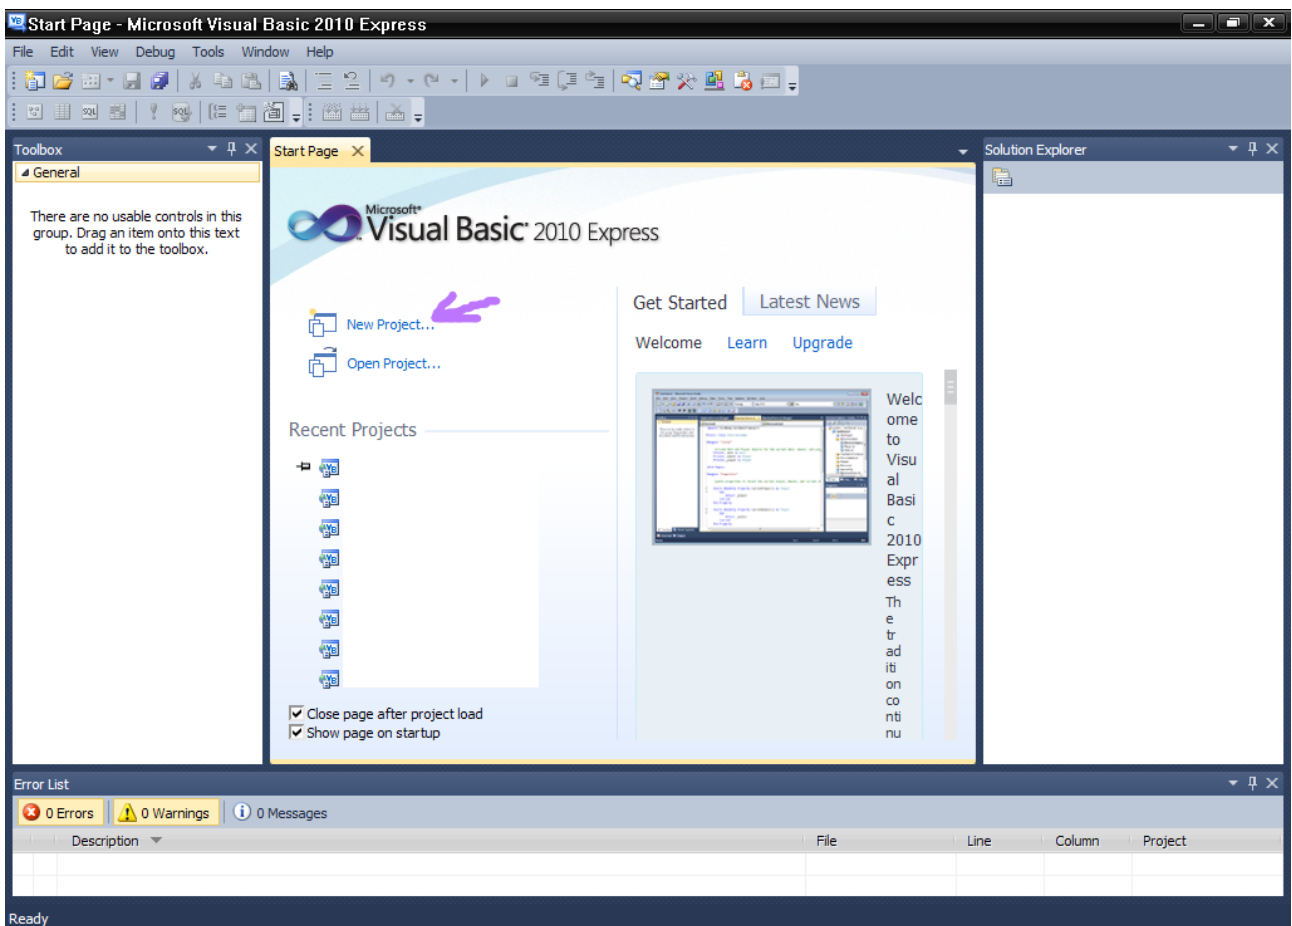 Start Page - Microsoft Visual Basic 2010 Express
File Edit View Debug Tools Window Help
Toolbox
General
There are no usable controls in this
group. Drag an item onto this text
to add it to the toolbox.
Start Page
Microsoft®
Visual Basic® 2010 Express
New Project...
Open Project...
Recent Projects
Close page after project load
Show page on startup
Get Started
Latest News
Welcome Learn Upgrade
Welc
ome
to
Visu
al
Basi
c
2010
Expr
ess
Th
e
tr
ad
iti
on
co
nti
nu
Solution Explorer
Error List
0 Errors
0 Warnings
0 Messages
Description File Line Column Project
Ready